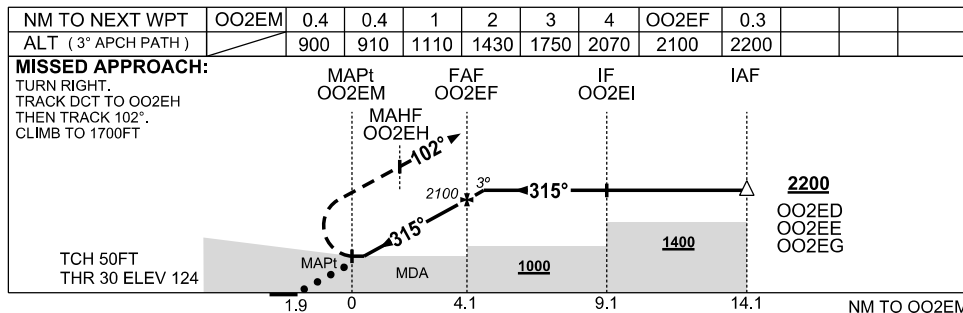 NM TO NEXT WPT OO2EM 0.4 0.4 1 2 3 4 OO2EF 0.3
ALT ( 3° APCH PATH ) 900 910 1110 1430 1750 2070 2100 2200
MISSED APPROACH:
TURN RIGHT.
TRACK DCT TO OO2EH
THEN TRACK 102°.
CLIMB TO 1700FT
MAPt
OO2EM
FAF
OO2EF
IF
OO2EI
IAF
MAHF
OO2EH
102°
2100
3°
315°
315°
2200
OO2ED
OO2EE
OO2EG
1400
1000
MDA
MAPt
TCH 50FT
THR 30 ELEV 124
1.9 0 4.1 9.1 14.1 NM TO OO2EM